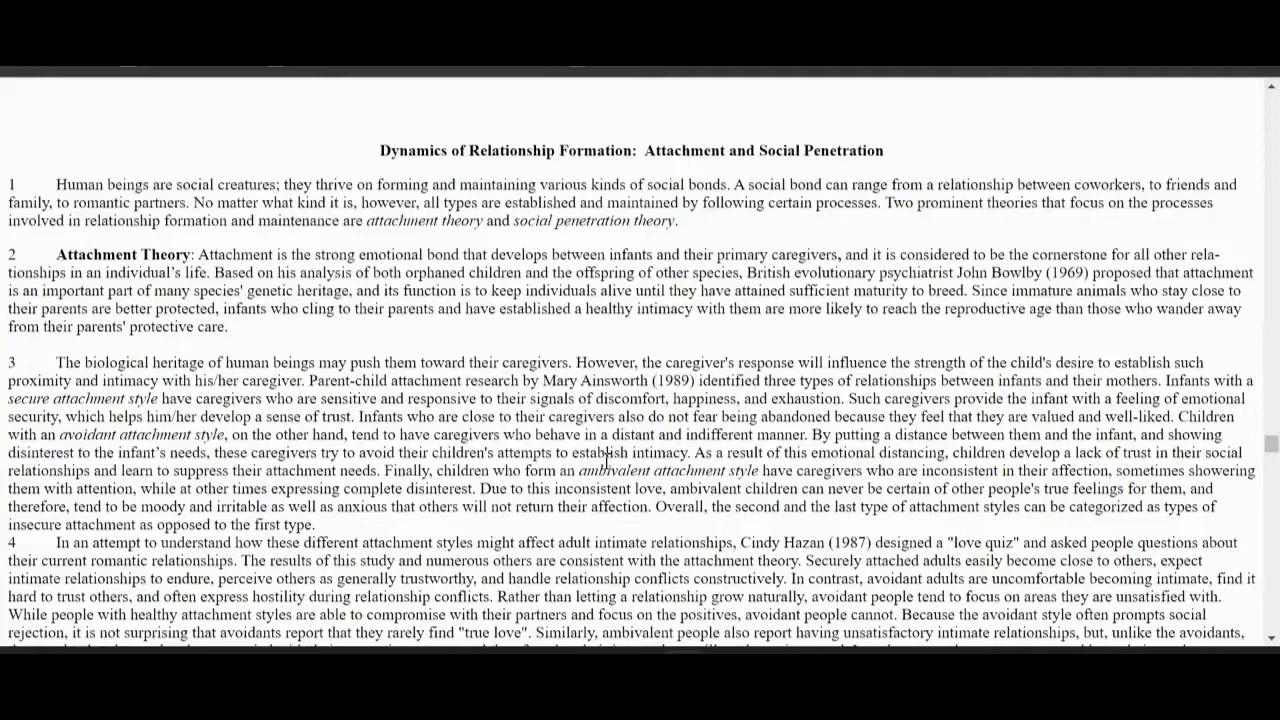 Dynamics of Relationship Formation:  Attachment and Social Penetration
1 Human beings are social creatures; they thrive on forming and maintaining various kinds of social bonds. A social bond can range from a relationship between coworkers, to friends and
family, to romantic partners. No matter what kind it is, however, all types are established and maintained by following certain processes. Two prominent theories that focus on the processes
involved in relationship formation and maintenance are attachment theory and social penetration theory.
2 Attachment Theory: Attachment is the strong emotional bond that develops between infants and their primary caregivers, and it is considered to be the cornerstone for all other rela-
tionships in an individual's life. Based on his analysis of both orphaned children and the offspring of other species, British evolutionary psychiatrist John Bowlby (1969) proposed that attachment
is an important part of many species' genetic heritage, and its function is to keep individuals alive until they have attained sufficient maturity to breed. Since immature animals who stay close to
their parents are better protected, infants who cling to their parents and have established a healthy intimacy with them are more likely to reach the reproductive age than those who wander away
from their parents' protective care.
3 The biological heritage of human beings may push them toward their caregivers. However, the caregiver's response will influence the strength of the child's desire to establish such
proximity and intimacy with his/her caregiver. Parent-child attachment research by Mary Ainsworth (1989) identified three types of relationships between infants and their mothers. Infants with a
secure attachment style have caregivers who are sensitive and responsive to their signals of discomfort, happiness, and exhaustion. Such caregivers provide the infant with a feeling of emotional
security, which helps him/her develop a sense of trust. Infants who are close to their caregivers also do not fear being abandoned because they feel that they are valued and well-liked. Children
with an avoidant attachment style, on the other hand, tend to have caregivers who behave in a distant and indifferent manner. By putting a distance between them and the infant, and showing
disinterest to the infant's needs, these caregivers try to avoid their children's attempts to establish intimacy. As a result of this emotional distancing, children develop a lack of trust in their social
relationships and learn to suppress their attachment needs. Finally, children who form an ambivalent attachment style have caregivers who are inconsistent in their affection, sometimes showering
them with attention, while at other times expressing complete disinterest. Due to this inconsistent love, ambivalent children can never be certain of other people's true feelings for them, and
therefore, tend to be moody and irritable as well as anxious that others will not return their affection. Overall, the second and the last type of attachment styles can be categorized as types of
insecure attachment as opposed to the first type.
4 In an attempt to understand how these different attachment styles might affect adult intimate relationships, Cindy Hazan (1987) designed a "love quiz" and asked people questions about
their current romantic relationships. The results of this study and numerous others are consistent with the attachment theory. Securely attached adults easily become close to others, expect
intimate relationships to endure, perceive others as generally trustworthy, and handle relationship conflicts constructively. In contrast, avoidant adults are uncomfortable becoming intimate, find it
hard to trust others, and often express hostility during relationship conflicts. Rather than letting a relationship grow naturally, avoidant people tend to focus on areas they are unsatisfied with.
While people with healthy attachment styles are able to compromise with their partners and focus on the positives, avoidant people cannot. Because the avoidant style often prompts social
rejection, it is not surprising that avoidants report that they rarely find "true love". Similarly, ambivalent people also report having unsatisfactory intimate relationships, but, unlike the avoidants,